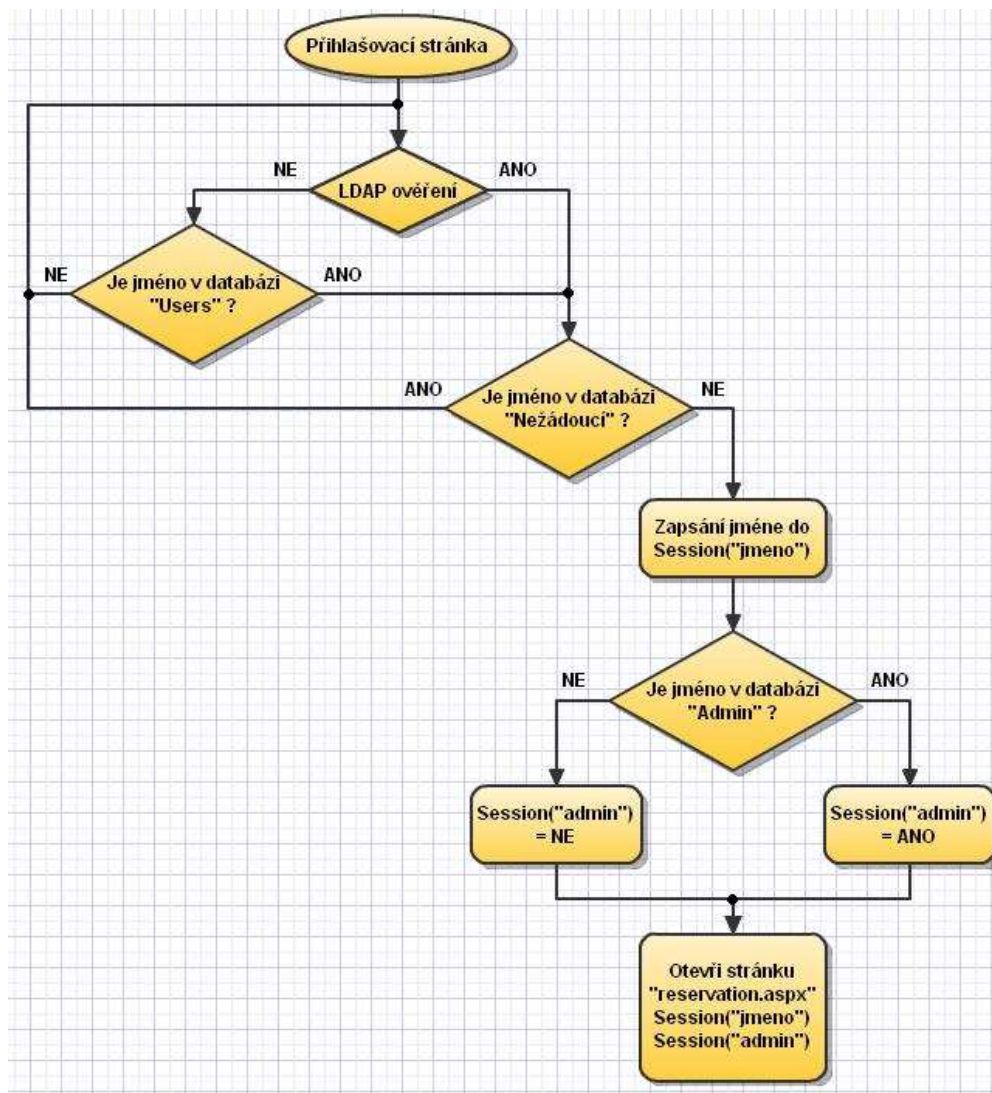 Přihlašovací stránka
NE
ANO
LDAP ověření
NE
Je jméno v databázi
"Users" ?
ANO
ANO
Je jméno v databázi
"Nežádoucí" ?
NE
Zapsání jméne do
Session("jmeno")
NE
Je jméno v databázi
"Admin" ?
ANO
Session("admin")
= NE
Session("admin")
= ANO
Otevři stránku
"reservation.aspx"
Session("jmeno")
Session("admin")